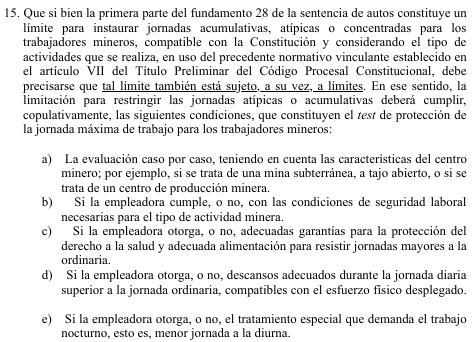 15. Que si bien la primera parte del fundamento 28 de la sentencia de autos constituye un
límite para instaurar jornadas acumulativas, atípicas o concentradas para los
trabajadores mineros, compatible con la Constitución y considerando el tipo de
actividades que se realiza, en uso del precedente normativo vinculante establecido en
el artículo VII del Título Preliminar del Código Procesal Constitucional, debe
precisarse que tal límite también está sujeto, a su vez, a límites. En ese sentido, la
limitación para restringir las jornadas atípicas o acumulativas deberá cumplir,
copulativamente, las siguientes condiciones, que constituyen el test de protección de
la jornada máxima de trabajo para los trabajadores mineros:
a) La evaluación caso por caso, teniendo en cuenta las características del centro
minero; por ejemplo, si se trata de una mina subterránea, a tajo abierto, o si se
trata de un centro de producción minera.
b) Si la empleadora cumple, o no, con las condiciones de seguridad laboral
necesarias para el tipo de actividad minera.
c) Si la empleadora otorga, o no, adecuadas garantías para la protección del
derecho a la salud y adecuada alimentación para resistir jornadas mayores a la
ordinaria.
d) Si la empleadora otorga, o no, descansos adecuados durante la jornada diaria
superior a la jornada ordinaria, compatibles con el esfuerzo físico desplegado.
e) Si la empleadora otorga, o no, el tratamiento especial que demanda el trabajo
nocturno, esto es, menor jornada a la diurna.